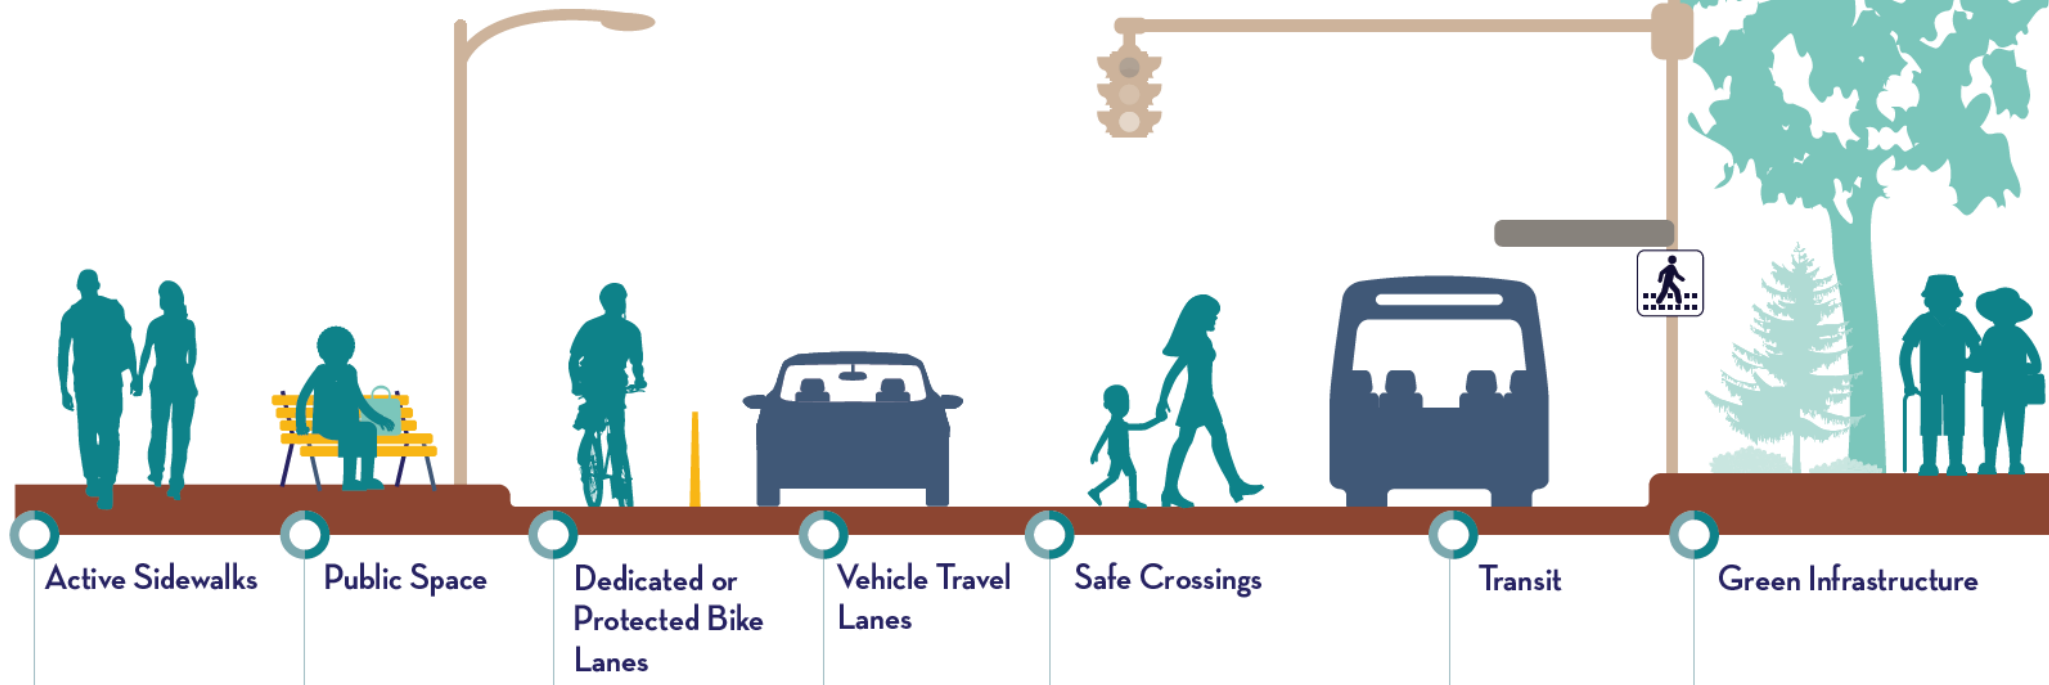 Active Sidewalks
Public Space
Dedicated or
Protected Bike
Lanes
Vehicle Travel
Lanes
Safe Crossings
Transit
Green Infrastructure